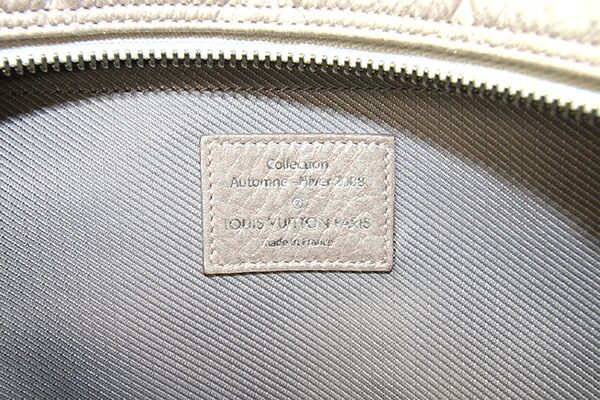 Collection
Automne - Hiver 2008
®
LOUIS VUITTON PARIS
made in France